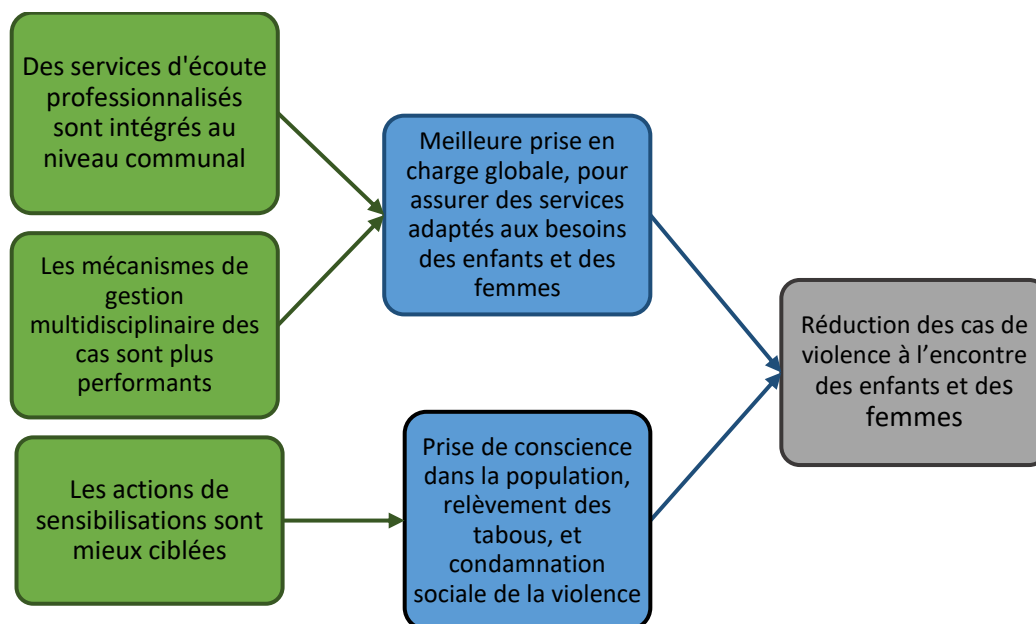 Des services d'écoute
professionnalisés
sont intégrés au
niveau communal
Les mécanismes de
gestion
multidisciplinaire des
cas sont plus
performants
Les actions de
sensibilisations sont
mieux ciblées
Meilleure prise en
charge globale, pour
assurer des services
adaptés aux besoins
des enfants et des
femmes
Prise de conscience
dans la population,
relèvement des
tabous, et
condamnation
sociale de la violence
Réduction des cas de
violence à l’encontre
des enfants et des
femmes